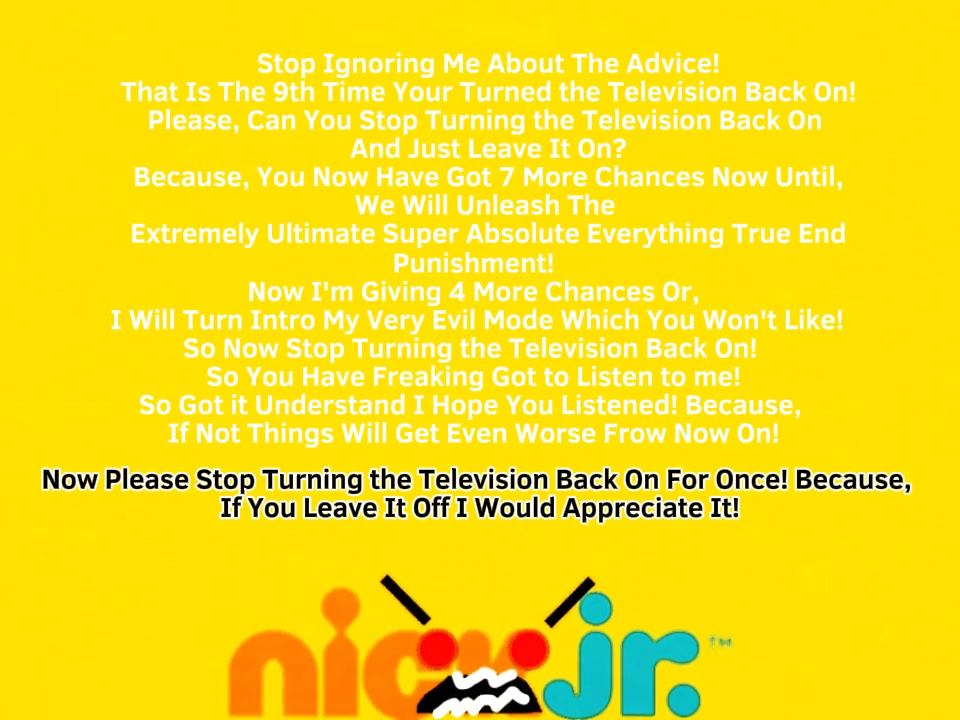 Stop Ignoring Me About The Advice!
That Is The 9th Time Your Turned the Television Back On!
Please, Can You Stop Turning the Television Back On
And Just Leave It On?
Because, You Now Have Got 7 More Chances Now Until,
We Will Unleash The
Extremely Ultimate Super Absolute Everything True End
Punishment!
Now I'm Giving 4 More Chances Or,
I Will Turn Intro My Very Evil Mode Which You Won't Like!
So Now Stop Turning the Television Back On!
So You Have Freaking Got to Listen to me!
So Got it Understand I Hope You Listened! Because,
If Not Things Will Get Even Worse Frow Now On!
Now Please Stop Turning the Television Back On For Once! Because,
If You Leave It Off I Would Appreciate It!
nick jr.™